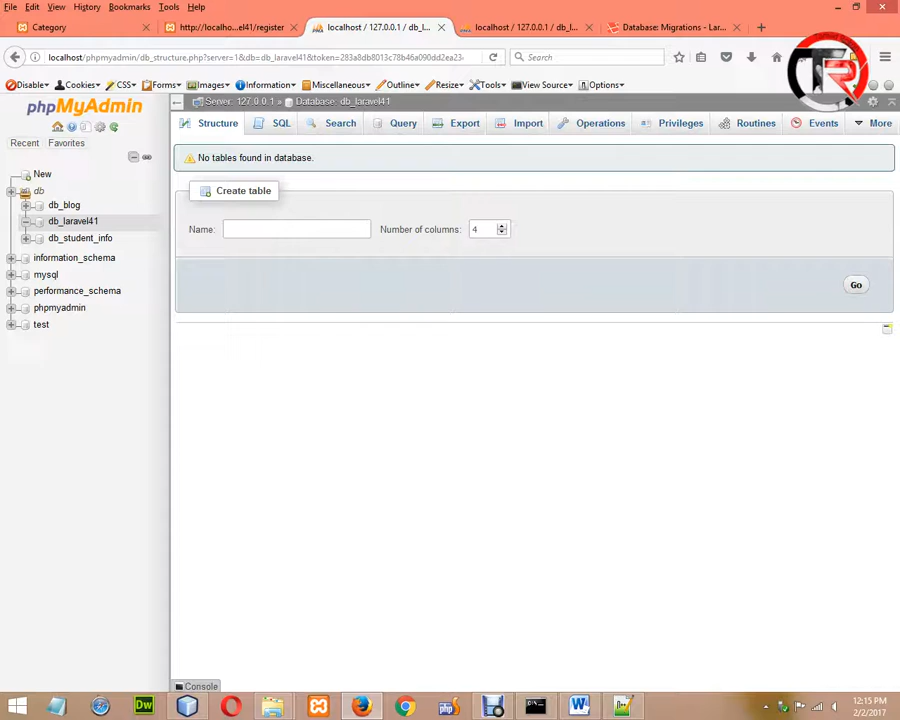 File Edit View History Bookmarks Tools Help
Category
http://localho...el41/register
localhost / 127.0.0.1 / db_l...
localhost / 127.0.0.1 / db_l...
Database: Migrations - Lar...
localhost/phpmyadmin/db_structure.php?server=1&db=db_laravel41&token=283a8db8013c78b46a090dd2ea23
Search
Disable Cookies CSS Forms Images Information Miscellaneous Outline Resize Tools View Source Options
phpMyAdmin
Recent Favorites
New
db
db_blog
db_laravel41
db_student_info
information_schema
mysql
performance_schema
phpmyadmin
test
Server: 127.0.0.1 » Database: db_laravel41
Structure SQL Search Query Export Import Operations Privileges Routines Events More
No tables found in database.
Create table
Name: Number of columns: 4
Go
Console
Dw
php
W
12:15 PM
2/2/2017